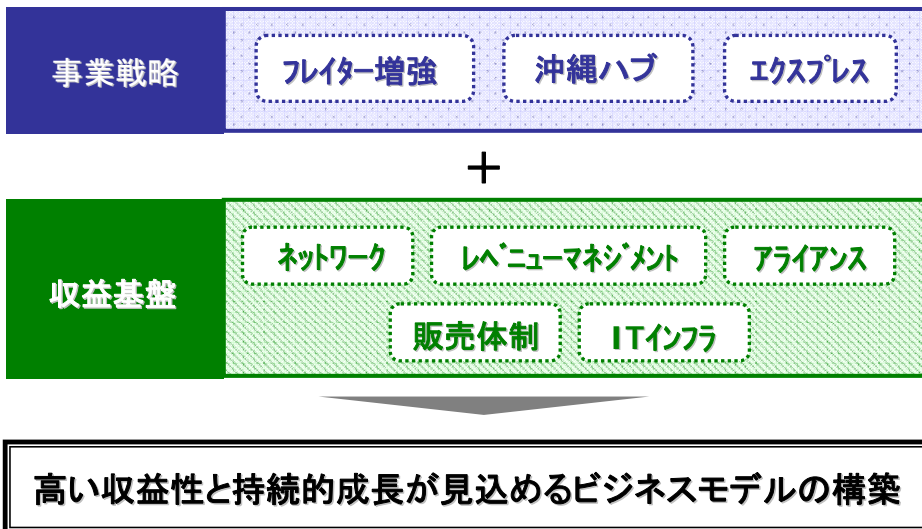 事業戦略
フレイター増強 沖縄ハブ エクスプレス
＋
収益基盤
ネットワーク レベニューマネジメント アライアンス
販売体制 ITインフラ
高い収益性と持続的成長が見込めるビジネスモデルの構築